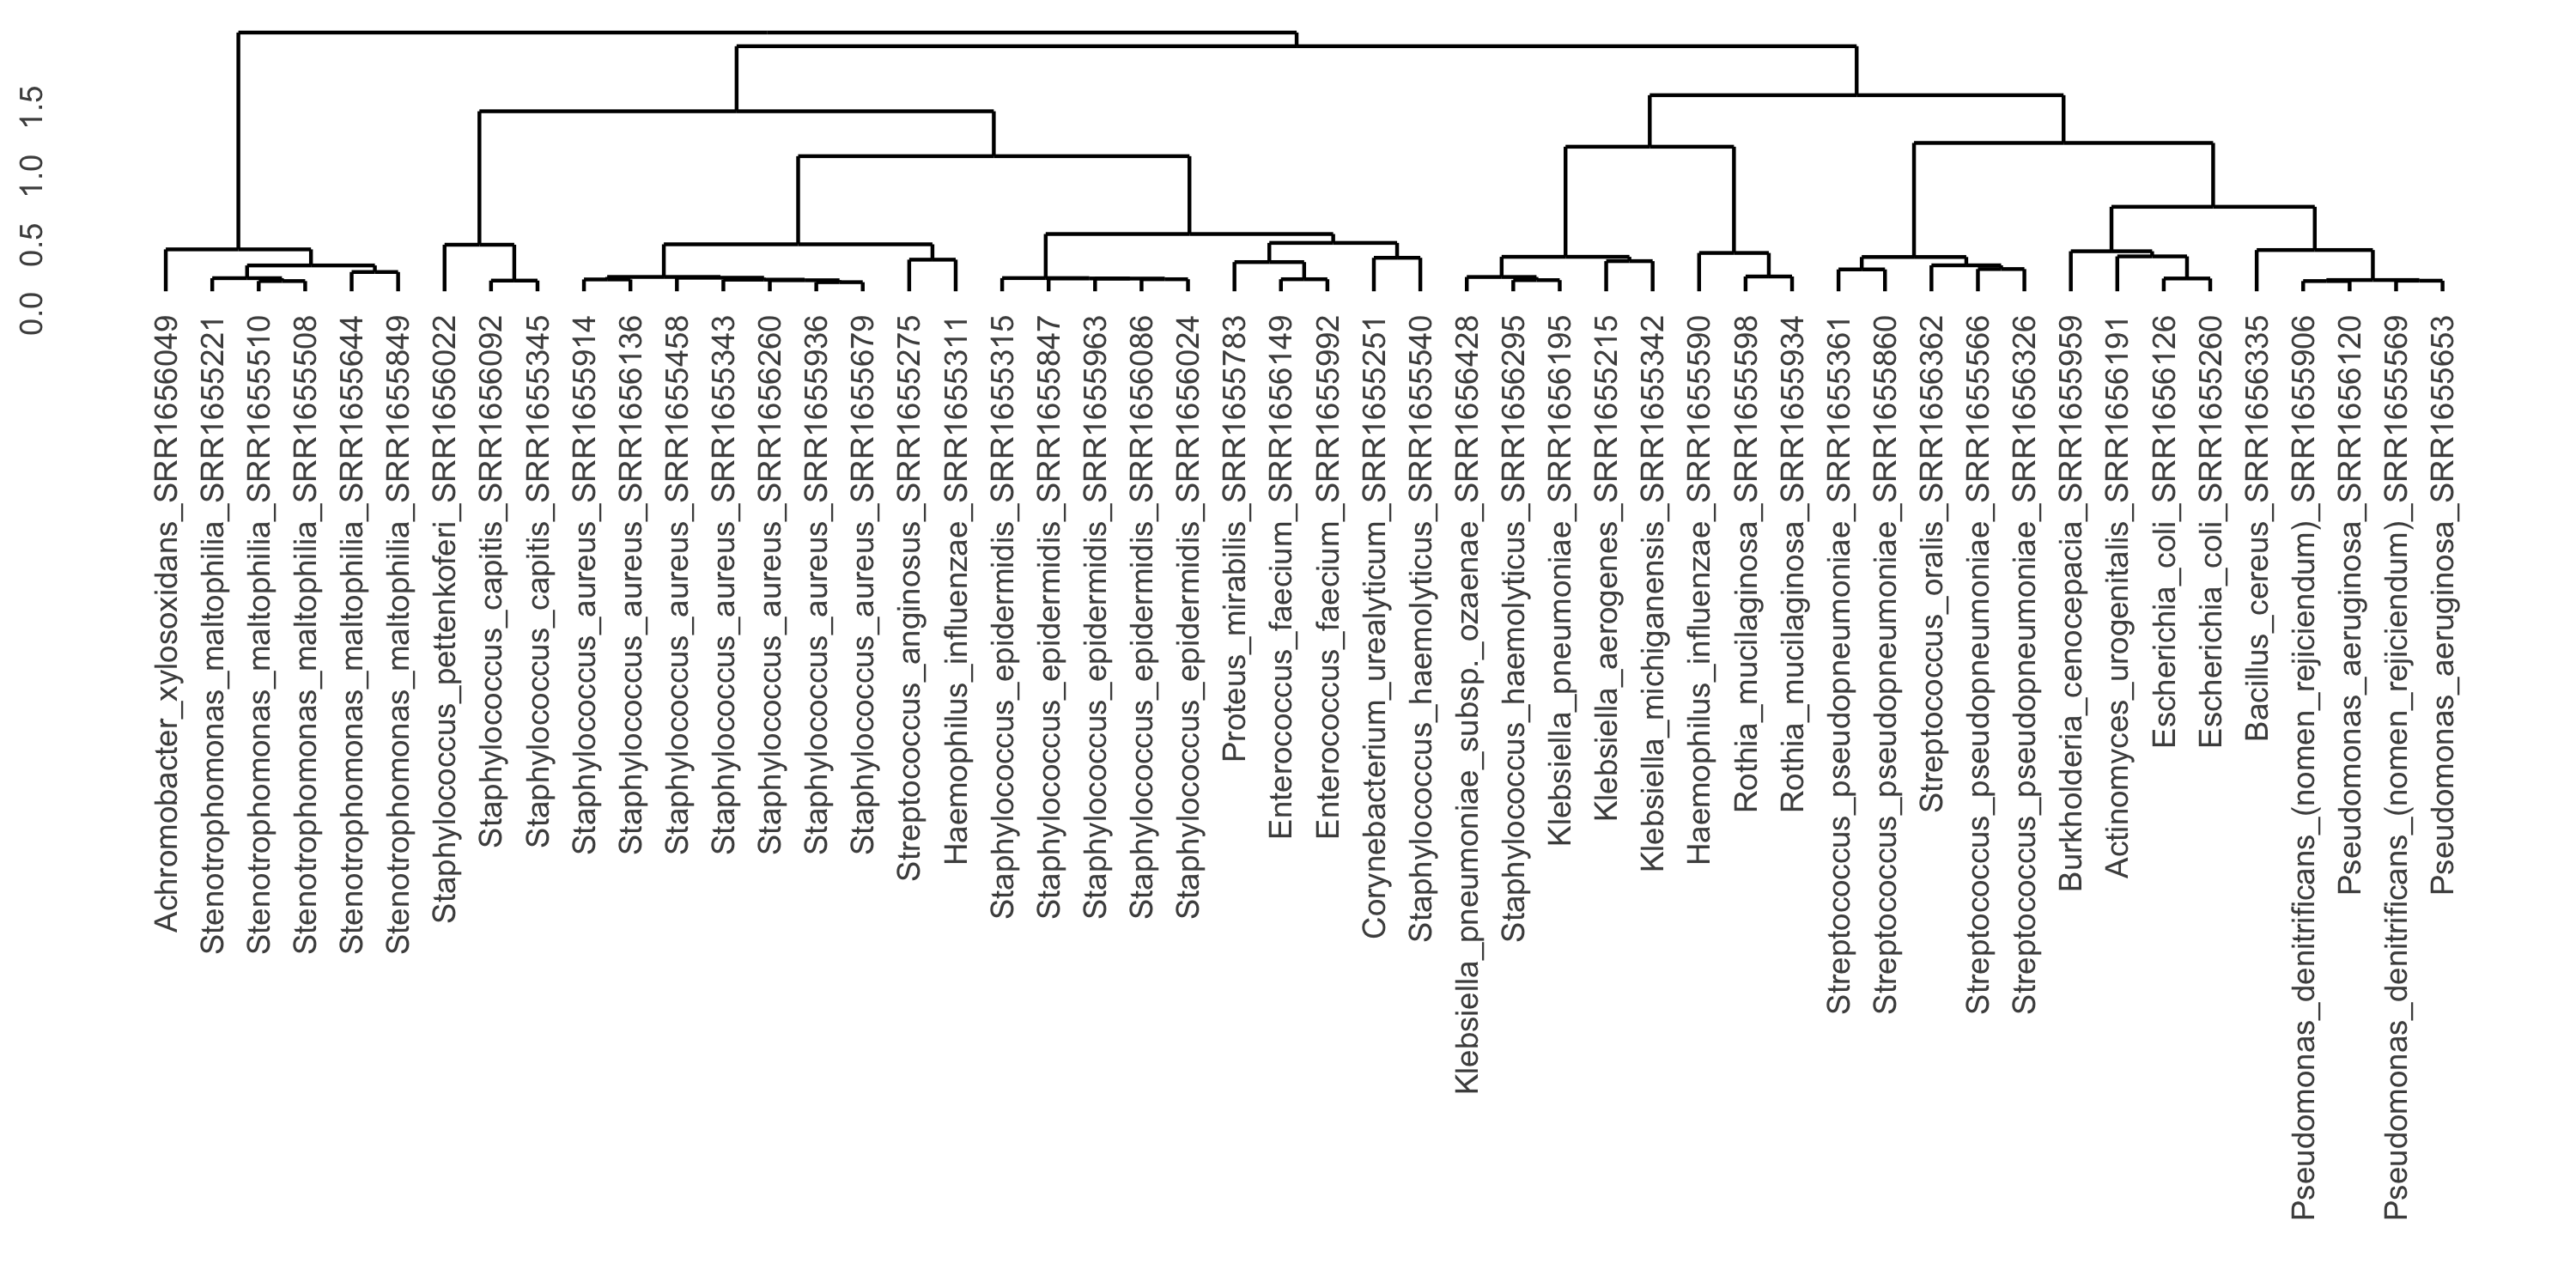 1.5
1.0
0.5
0.0
Achromobacter_xylosoxidans_SRR1656049
Stenotrophomonas_maltophilia_SRR1655221
Stenotrophomonas_maltophilia_SRR1655510
Stenotrophomonas_maltophilia_SRR1655508
Stenotrophomonas_maltophilia_SRR1655644
Stenotrophomonas_maltophilia_SRR1655849
Staphylococcus_pettenkoferi_SRR1656022
Staphylococcus_capitis_SRR1656092
Staphylococcus_capitis_SRR1655345
Staphylococcus_aureus_SRR1655914
Staphylococcus_aureus_SRR1656136
Staphylococcus_aureus_SRR1655458
Staphylococcus_aureus_SRR1655343
Staphylococcus_aureus_SRR1656260
Staphylococcus_aureus_SRR1655936
Staphylococcus_aureus_SRR1655679
Streptococcus_anginosus_SRR1655275
Haemophilus_influenzae_SRR1655311
Staphylococcus_epidermidis_SRR1655315
Staphylococcus_epidermidis_SRR1655847
Staphylococcus_epidermidis_SRR1655963
Staphylococcus_epidermidis_SRR1656086
Staphylococcus_epidermidis_SRR1656024
Proteus_mirabilis_SRR1655783
Enterococcus_faecium_SRR1656149
Enterococcus_faecium_SRR1655992
Corynebacterium_urealyticum_SRR1655251
Staphylococcus_haemolyticus_SRR1655540
Klebsiella_pneumoniae_subsp._ozaenae_SRR1656428
Staphylococcus_haemolyticus_SRR1656295
Klebsiella_pneumoniae_SRR1656195
Klebsiella_aerogenes_SRR1655215
Klebsiella_michiganensis_SRR1655342
Haemophilus_influenzae_SRR1655590
Rothia_mucilaginosa_SRR1655598
Rothia_mucilaginosa_SRR1655934
Streptococcus_pseudopneumoniae_SRR1655361
Streptococcus_pseudopneumoniae_SRR1655860
Streptococcus_oralis_SRR1656362
Streptococcus_pseudopneumoniae_SRR1655566
Streptococcus_pseudopneumoniae_SRR1656326
Burkholderia_cenocepacia_SRR1655959
Actinomyces_urogenitalis_SRR1656191
Escherichia_coli_SRR1656126
Escherichia_coli_SRR1655260
Bacillus_cereus_SRR1656335
Pseudomonas_denitrificans_(nomen_rejiciendum)_SRR1655906
Pseudomonas_aeruginosa_SRR1656120
Pseudomonas_denitrificans_(nomen_rejiciendum)_SRR1655569
Pseudomonas_aeruginosa_SRR1655653